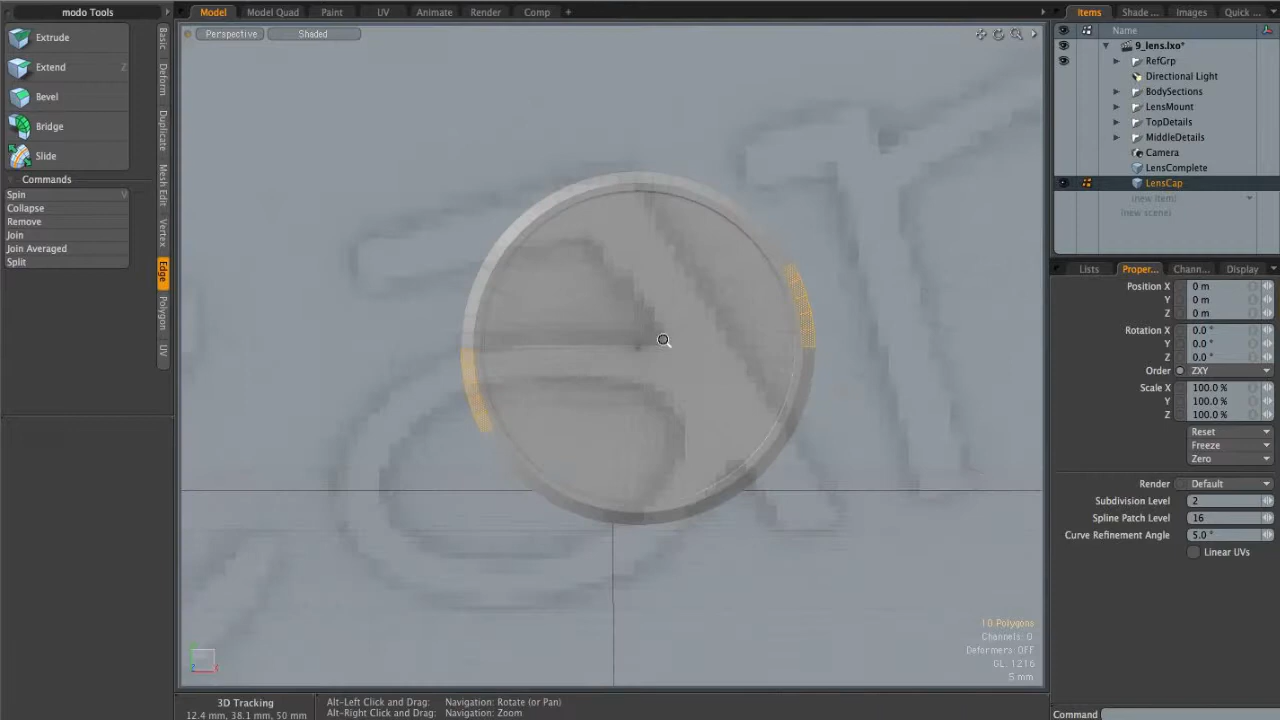 modo Tools
Model
Model Quad
Paint
UV
Animate
Render
Comp
+
Items
Shade ...
Images
Quick ...
Extrude
Extend Z
Bevel
Bridge
Slide
Commands
Spin V
Collapse
Remove
Join
Join Averaged
Split
Basic
Deform
Duplicate
Mesh Edit
Vertex
Edge
Polygon
UV
Perspective
Shaded
Name
9_lens.lxo*
RefGrp
Directional Light
BodySections
LensMount
TopDetails
MiddleDetails
Camera
LensComplete
LensCap
(new item)
(new scene)
Lists
Proper...
Chann...
Display
Position X 0 m
Y 0 m
Z 0 m
Rotation X 0.0 °
Y 0.0 °
Z 0.0 °
Order ZXY
Scale X 100.0 %
Y 100.0 %
Z 100.0 %
Reset
Freeze
Zero
Render Default
Subdivision Level 2
Spline Patch Level 16
Curve Refinement Angle 5.0 °
Linear UVs
10 Polygons
Channels: 0
Deformers: OFF
GL: 1216
5 mm
3D Tracking
12.4 mm, 38.1 mm, 50 mm
Alt-Left Click and Drag: Navigation: Rotate (or Pan)
Alt-Right Click and Drag: Navigation: Zoom
Command